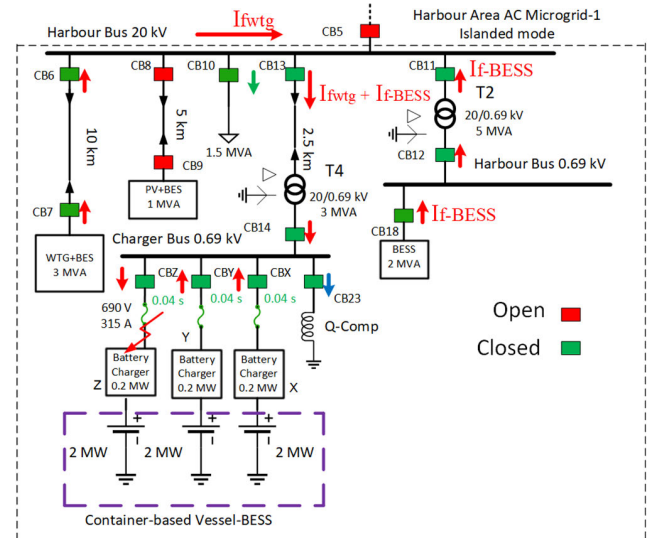 Harbour Area AC Microgrid-1
Islanded mode
Harbour Bus 20 kV
Ifwtg
CB5
CB6
CB8
CB10
CB13
CB11
If-BESS
Ifwtg + If-BESS
T2
20/0.69 kV
5 MVA
10 km
5 km
2.5 km
1.5 MVA
CB9
PV+BES
1 MVA
CB12
Harbour Bus 0.69 kV
T4
20/0.69 kV
3 MVA
CB7
WTG+BES
3 MVA
Charger Bus 0.69 kV
CB14
If-BESS
CB18
BESS
2 MVA
CBZ
CBY
CBX
CB23
0.04 s
0.04 s
0.04 s
690 V
315 A
Q-Comp
Open
Closed
Y
Z
X
Battery
Charger
0.2 MW
Battery
Charger
0.2 MW
Battery
Charger
0.2 MW
+
+
+
2 MW
2 MW
2 MW
Container-based Vessel-BESS